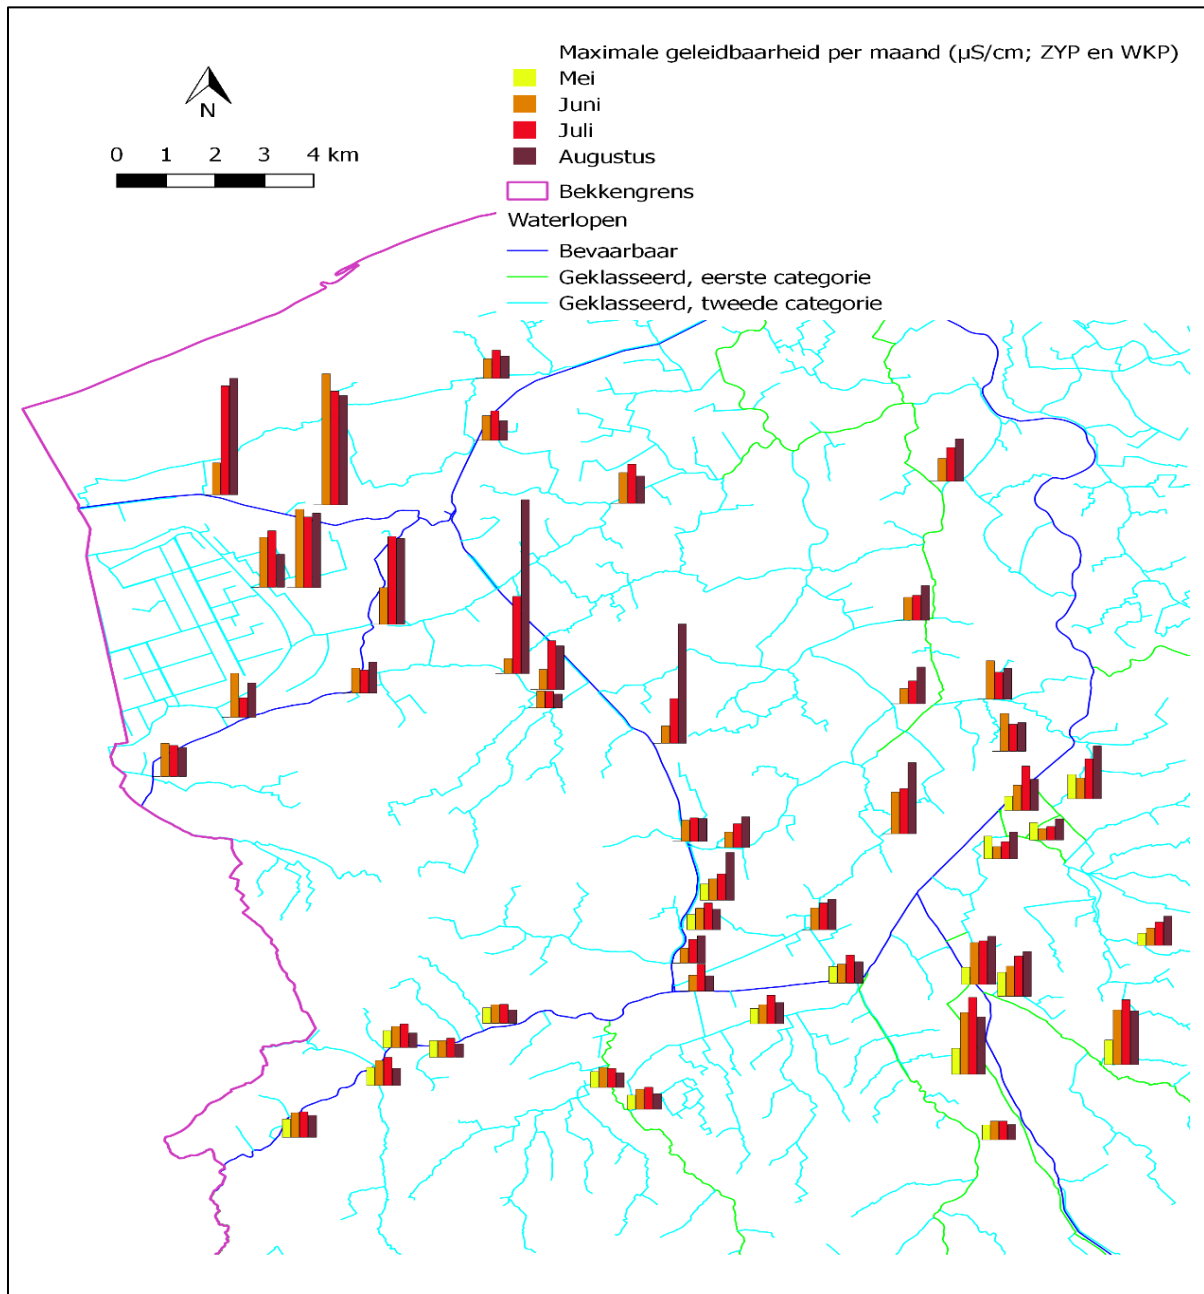 Maximale geleidbaarheid per maand (µS/cm; ZYP en WKP)
Mei
Juni
Juli
Augustus
Bekkengrens
Waterlopen
Bevaarbaar
Geklasseerd, eerste categorie
Geklasseerd, tweede categorie
N
0 1 2 3 4 km